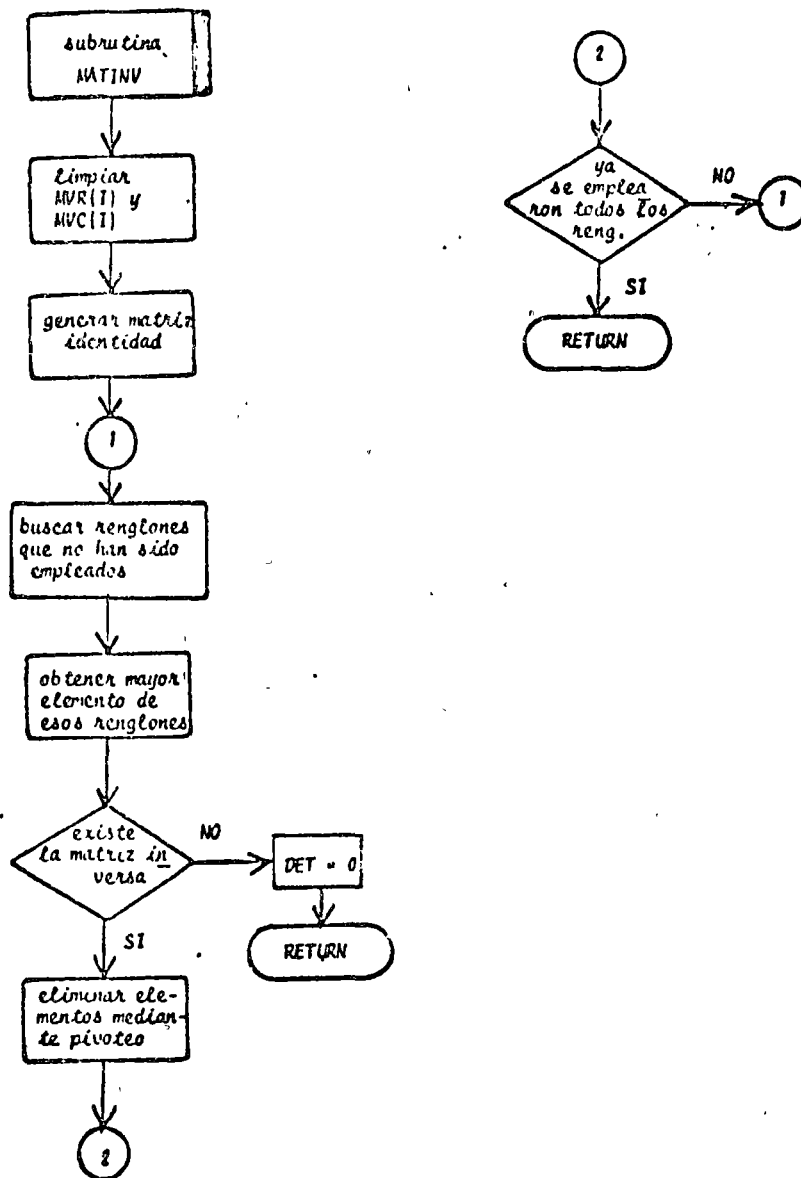 subrutina
MATINV
limpiar
MVR(I) y
MVC(I)
generar matriz
identidad
1
buscar renglones
que no han sido
empleados
obtener mayor
elemento de
esos renglones
existe
la matriz in
versa
NO
DET = 0
RETURN
SI
eliminar ele-
mentos median-
te pivoteo
2
2
ya
se emplea
ron todos los
reng.
NO
1
SI
RETURN